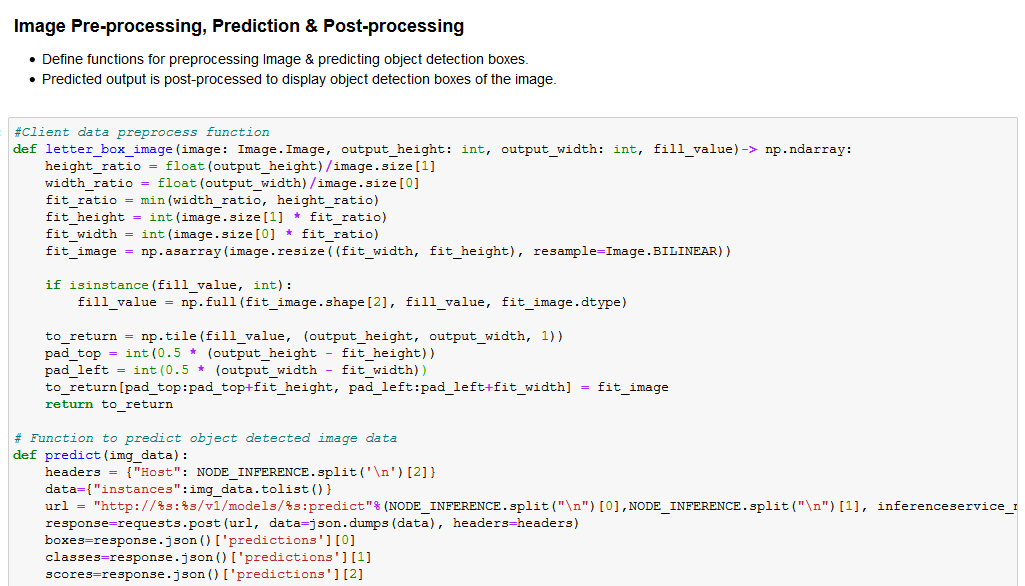 Image Pre-processing, Prediction & Post-processing
• Define functions for preprocessing Image & predicting object detection boxes.
• Predicted output is post-processed to display object detection boxes of the image.
#Client data preprocess function
def letter_box_image(image: Image.Image, output_height: int, output_width: int, fill_value)-> np.ndarray:
    height_ratio = float(output_height)/image.size[1]
    width_ratio = float(output_width)/image.size[0]
    fit_ratio = min(width_ratio, height_ratio)
    fit_height = int(image.size[1] * fit_ratio)
    fit_width = int(image.size[0] * fit_ratio)
    fit_image = np.asarray(image.resize((fit_width, fit_height), resample=Image.BILINEAR))
    if isinstance(fill_value, int):
        fill_value = np.full(fit_image.shape[2], fill_value, fit_image.dtype)
    to_return = np.tile(fill_value, (output_height, output_width, 1))
    pad_top = int(0.5 * (output_height - fit_height))
    pad_left = int(0.5 * (output_width - fit_width))
    to_return[pad_top:pad_top+fit_height, pad_left:pad_left+fit_width] = fit_image
    return to_return
# Function to predict object detected image data
def predict(img_data):
    headers = {"Host": NODE_INFERENCE.split('\n')[2]}
    data={"instances":img_data.tolist()}
    url = "http://%s:%s/v1/models/%s:predict"%(NODE_INFERENCE.split("\n")[0],NODE_INFERENCE.split("\n")[1], inferenceservice_
    response=requests.post(url, data=json.dumps(data), headers=headers)
    boxes=response.json()['predictions'][0]
    classes=response.json()['predictions'][1]
    scores=response.json()['predictions'][2]